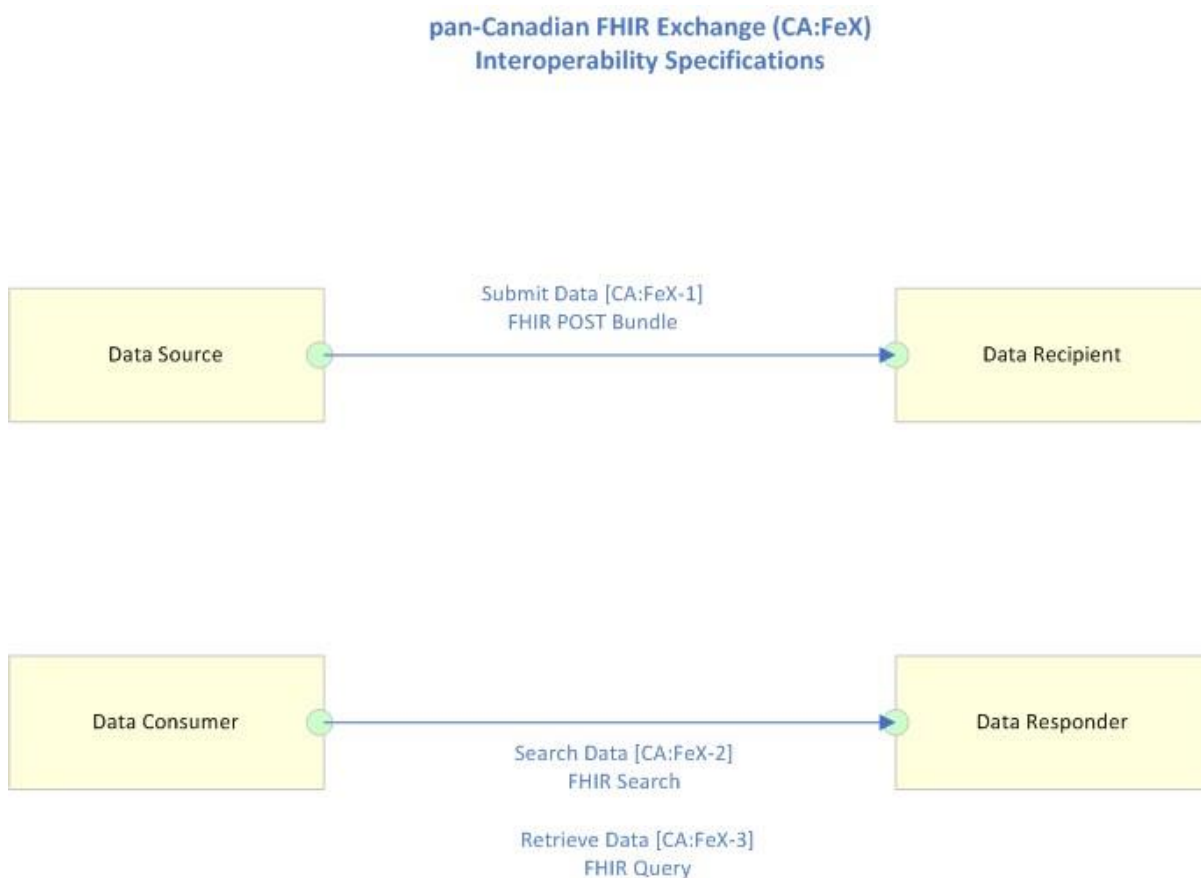 pan-Canadian FHIR Exchange (CA:FeX)
Interoperability Specifications
Submit Data [CA:FeX-1]
FHIR POST Bundle
Data Source
Data Recipient
Data Consumer
Data Responder
Search Data [CA:FeX-2]
FHIR Search
Retrieve Data [CA:FeX-3]
FHIR Query